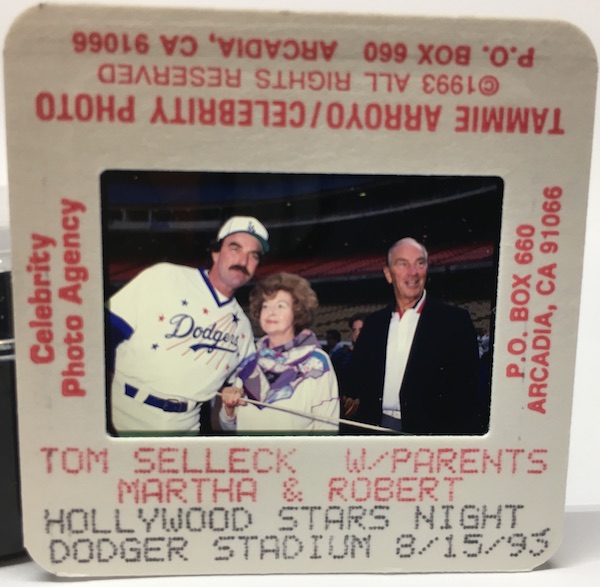 P.O. BOX 660 ARCADIA, CA 91066
©1993 ALL RIGHTS RESERVED
TAMMIE ARROYO/CELEBRITY PHOTO
Celebrity
Photo Agency
P.O. BOX 660
ARCADIA, CA 91066
LA
Dodgers
TOM SELLECK W/PARENTS
MARTHA & ROBERT
HOLLYWOOD STARS NIGHT
DODGER STADIUM 8/15/93